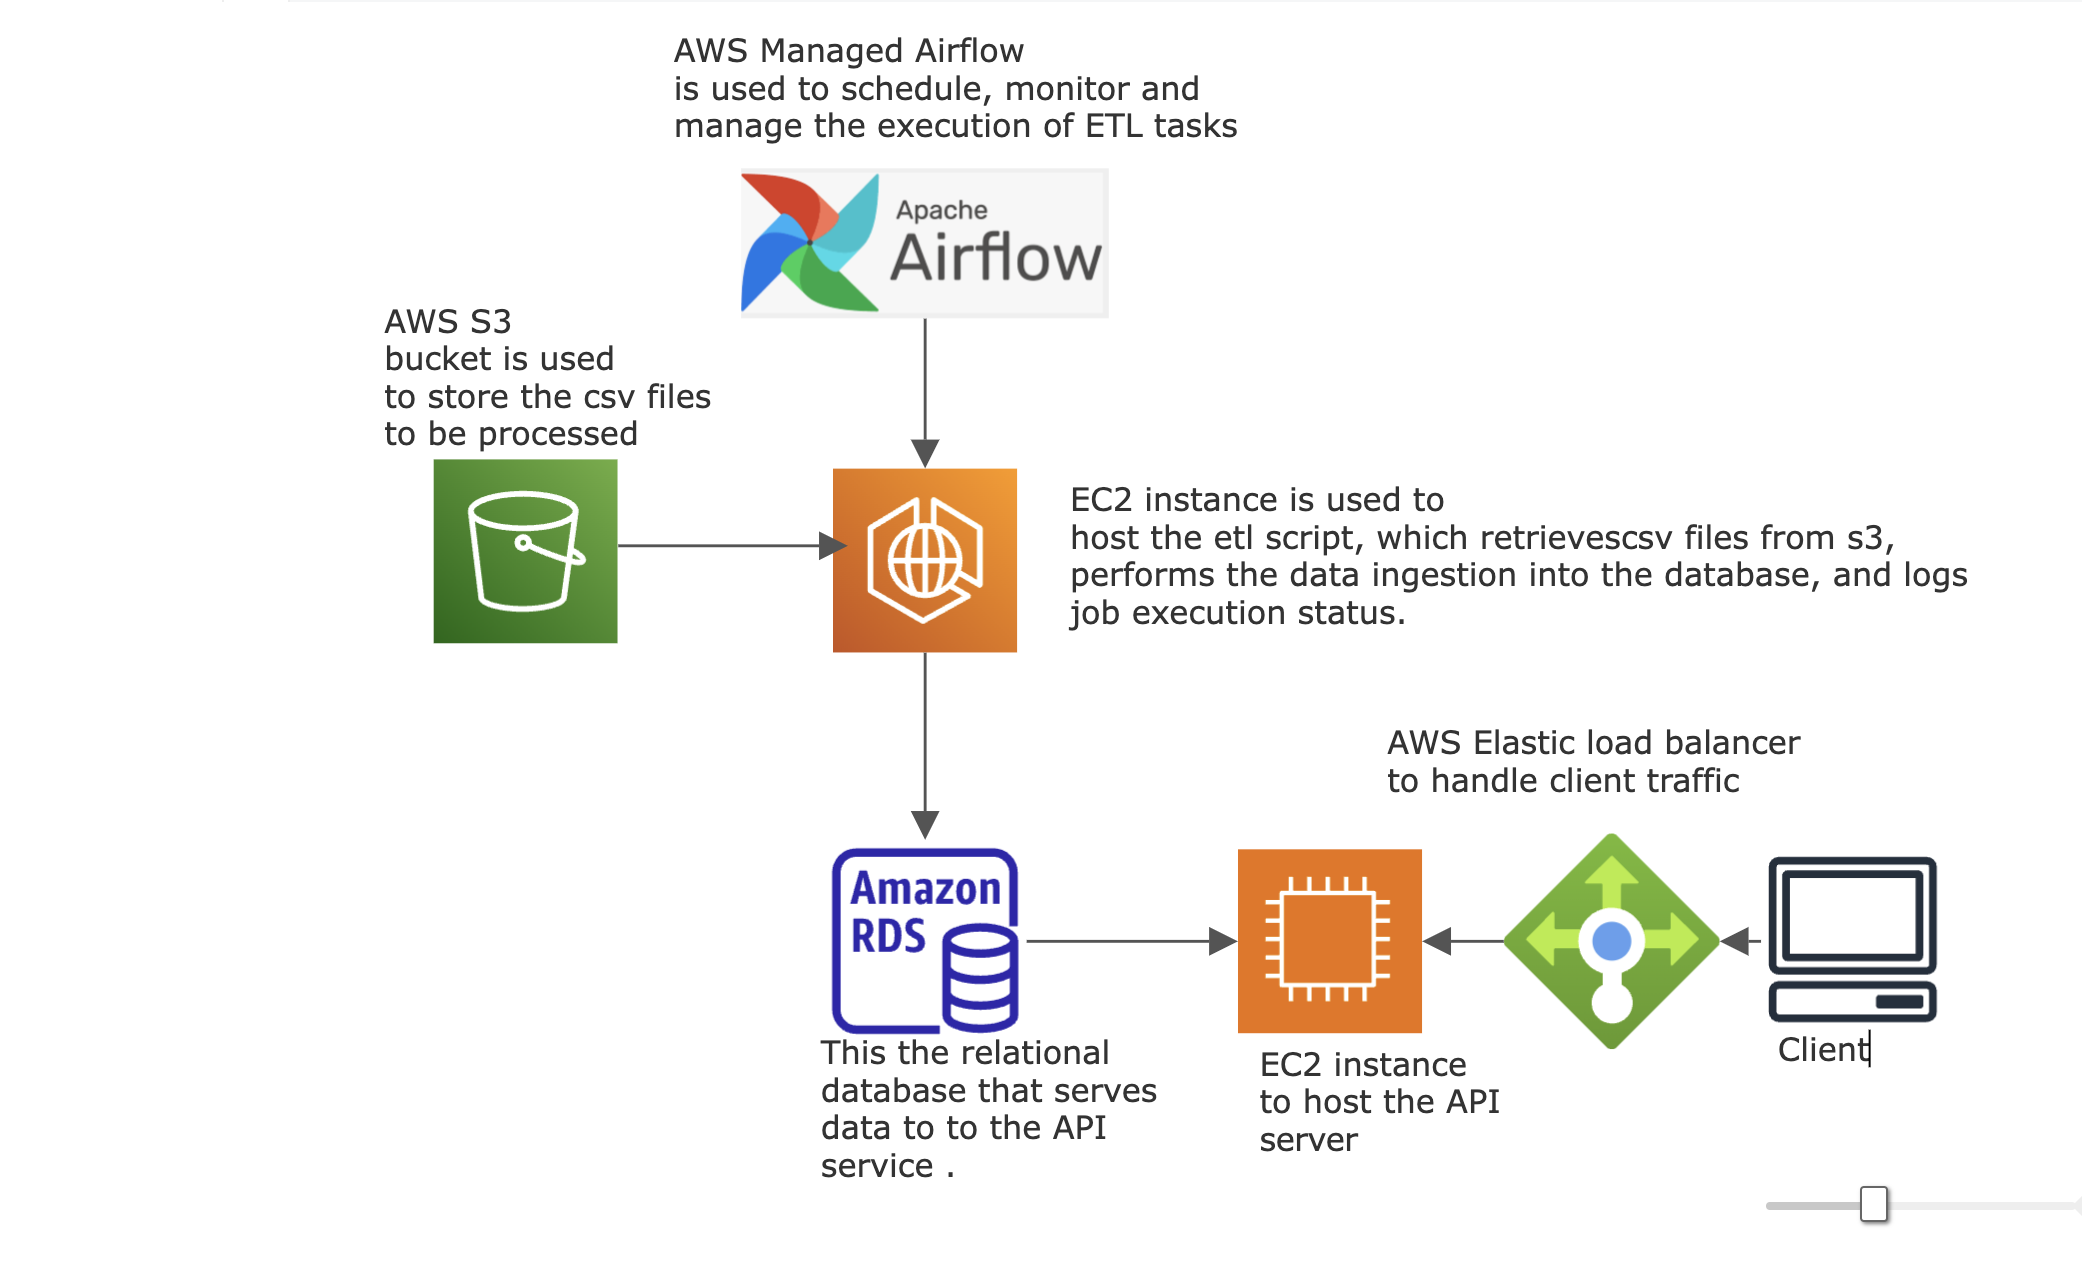 AWS Managed Airflow
is used to schedule, monitor and
manage the execution of ETL tasks
Apache
Airflow
AWS S3
bucket is used
to store the csv files
to be processed
EC2 instance is used to
host the etl script, which retrievescsv files from s3,
performs the data ingestion into the database, and logs
job execution status.
AWS Elastic load balancer
to handle client traffic
Amazon
RDS
This the relational
database that serves
data to to the API
service .
EC2 instance
to host the API
server
Client